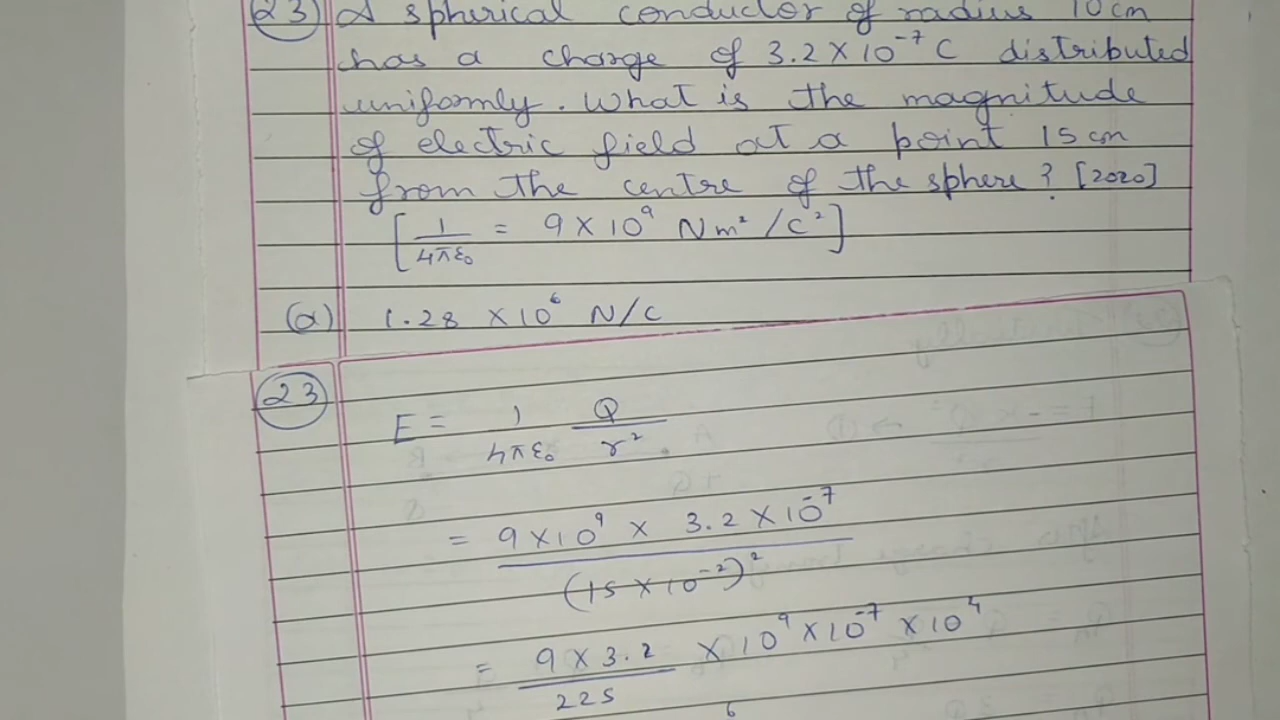 23) A spherical conductor of radius 10 cm
has a charge of 3.2 × 10⁻⁷ C distributed
uniformly. What is the magnitude
of electric field at a point 15 cm
from the centre of the sphere? [2020]
[1/4πε₀ = 9 × 10⁹ Nm²/C²]
(a) 1.28 × 10⁶ N/C
23
E = 1/4πε₀ Q/r²
= 9 × 10⁹ × 3.2 × 10⁻⁷ / (15 × 10⁻²)²
= 9 × 3.2 / 225 × 10⁹ × 10⁻⁷ × 10⁴
6